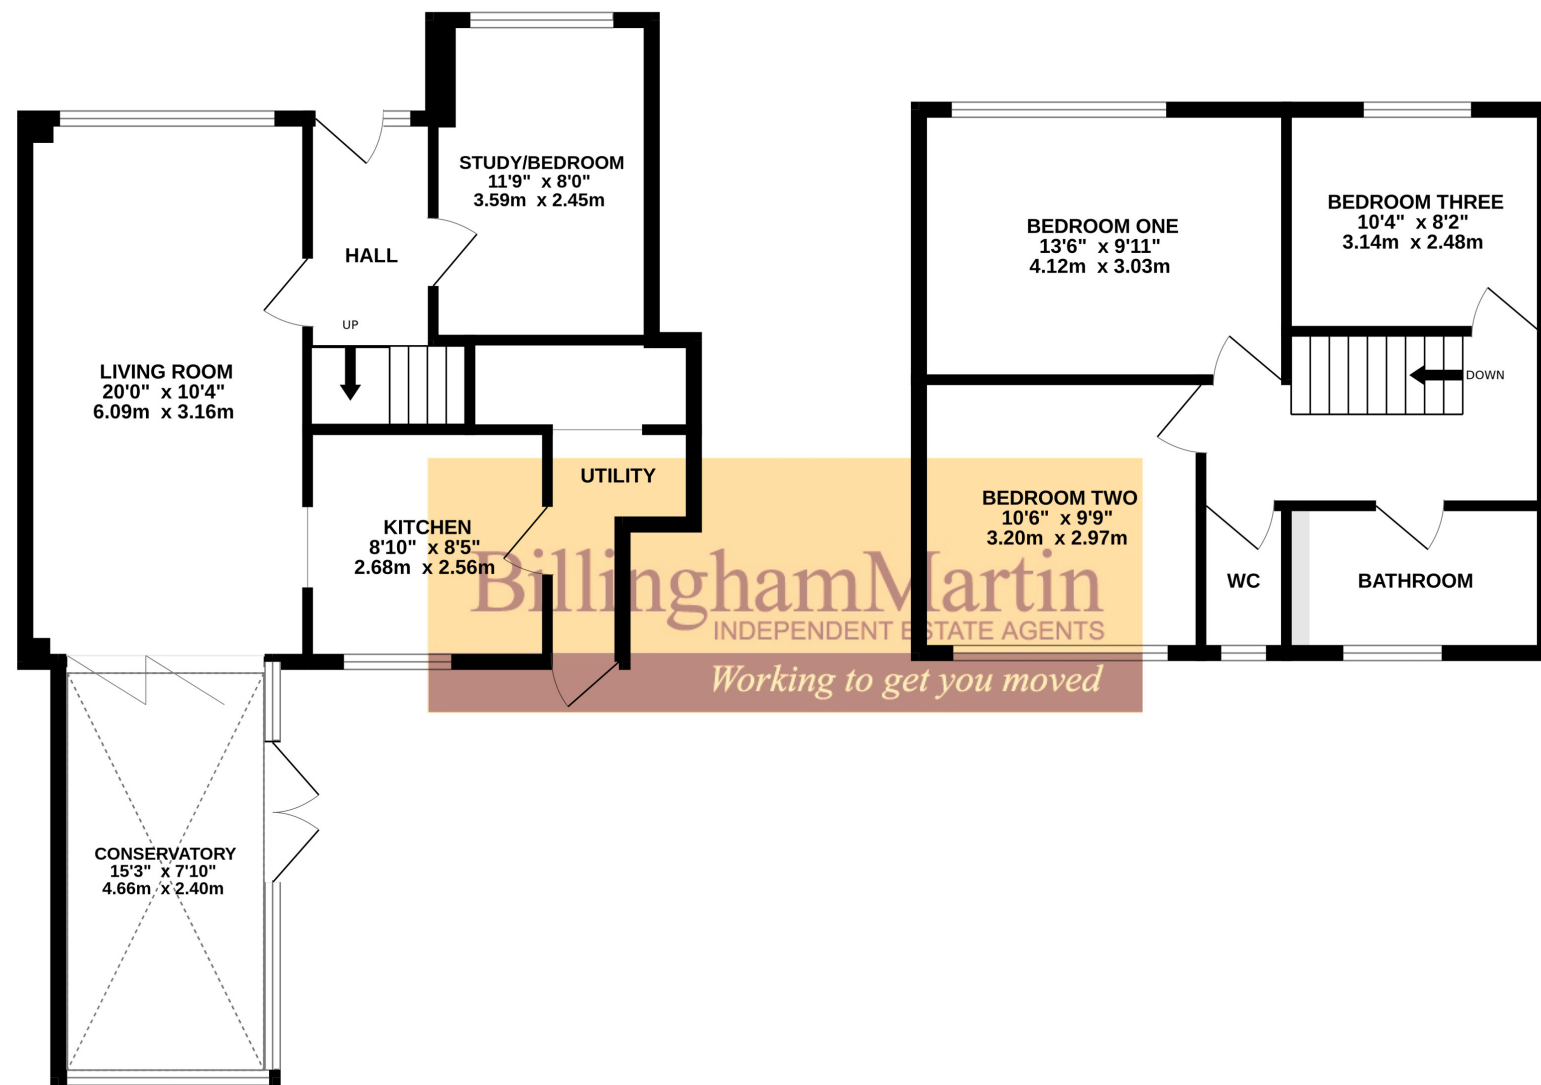 STUDY/BEDROOM
11'9" x 8'0"
3.59m x 2.45m
HALL
UP
LIVING ROOM
20'0" x 10'4"
6.09m x 3.16m
UTILITY
KITCHEN
8'10" x 8'5"
2.68m x 2.56m
CONSERVATORY
15'3" x 7'10"
4.66m x 2.40m
BEDROOM ONE
13'6" x 9'11"
4.12m x 3.03m
BEDROOM THREE
10'4" x 8'2"
3.14m x 2.48m
DOWN
BEDROOM TWO
10'6" x 9'9"
3.20m x 2.97m
WC
BATHROOM
BillinghamMartin
INDEPENDENT ESTATE AGENTS
Working to get you moved